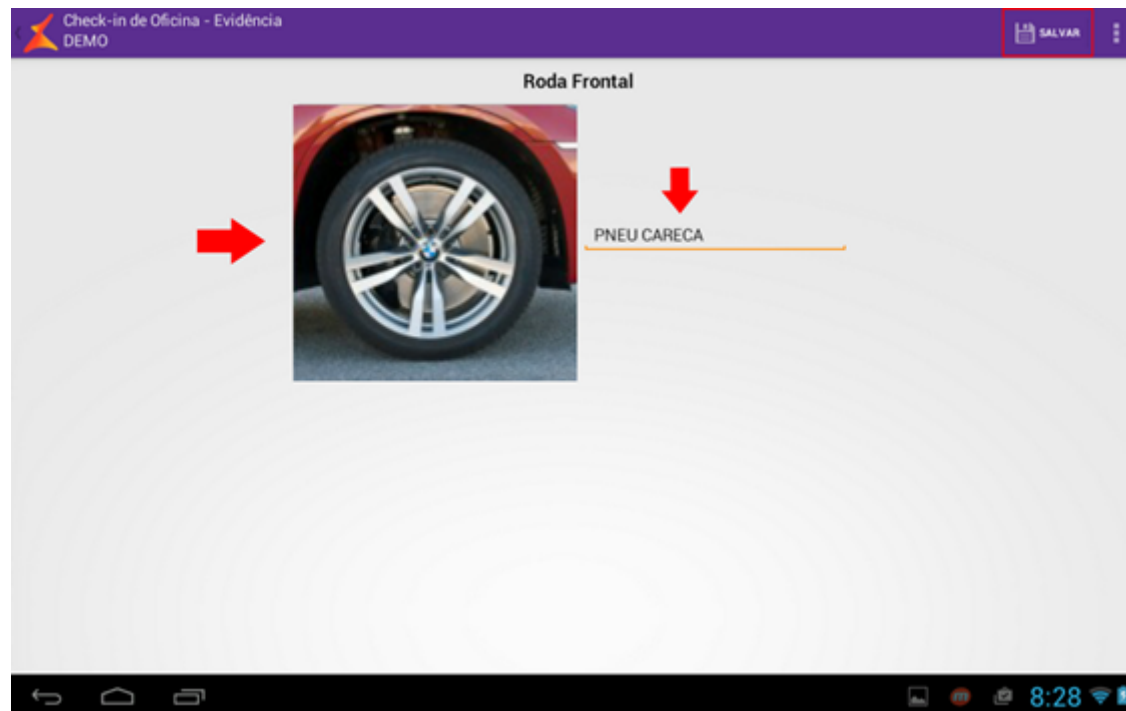 Check-in de Oficina - Evidência
DEMO
SALVAR
Roda Frontal
PNEU CARECA
8:28